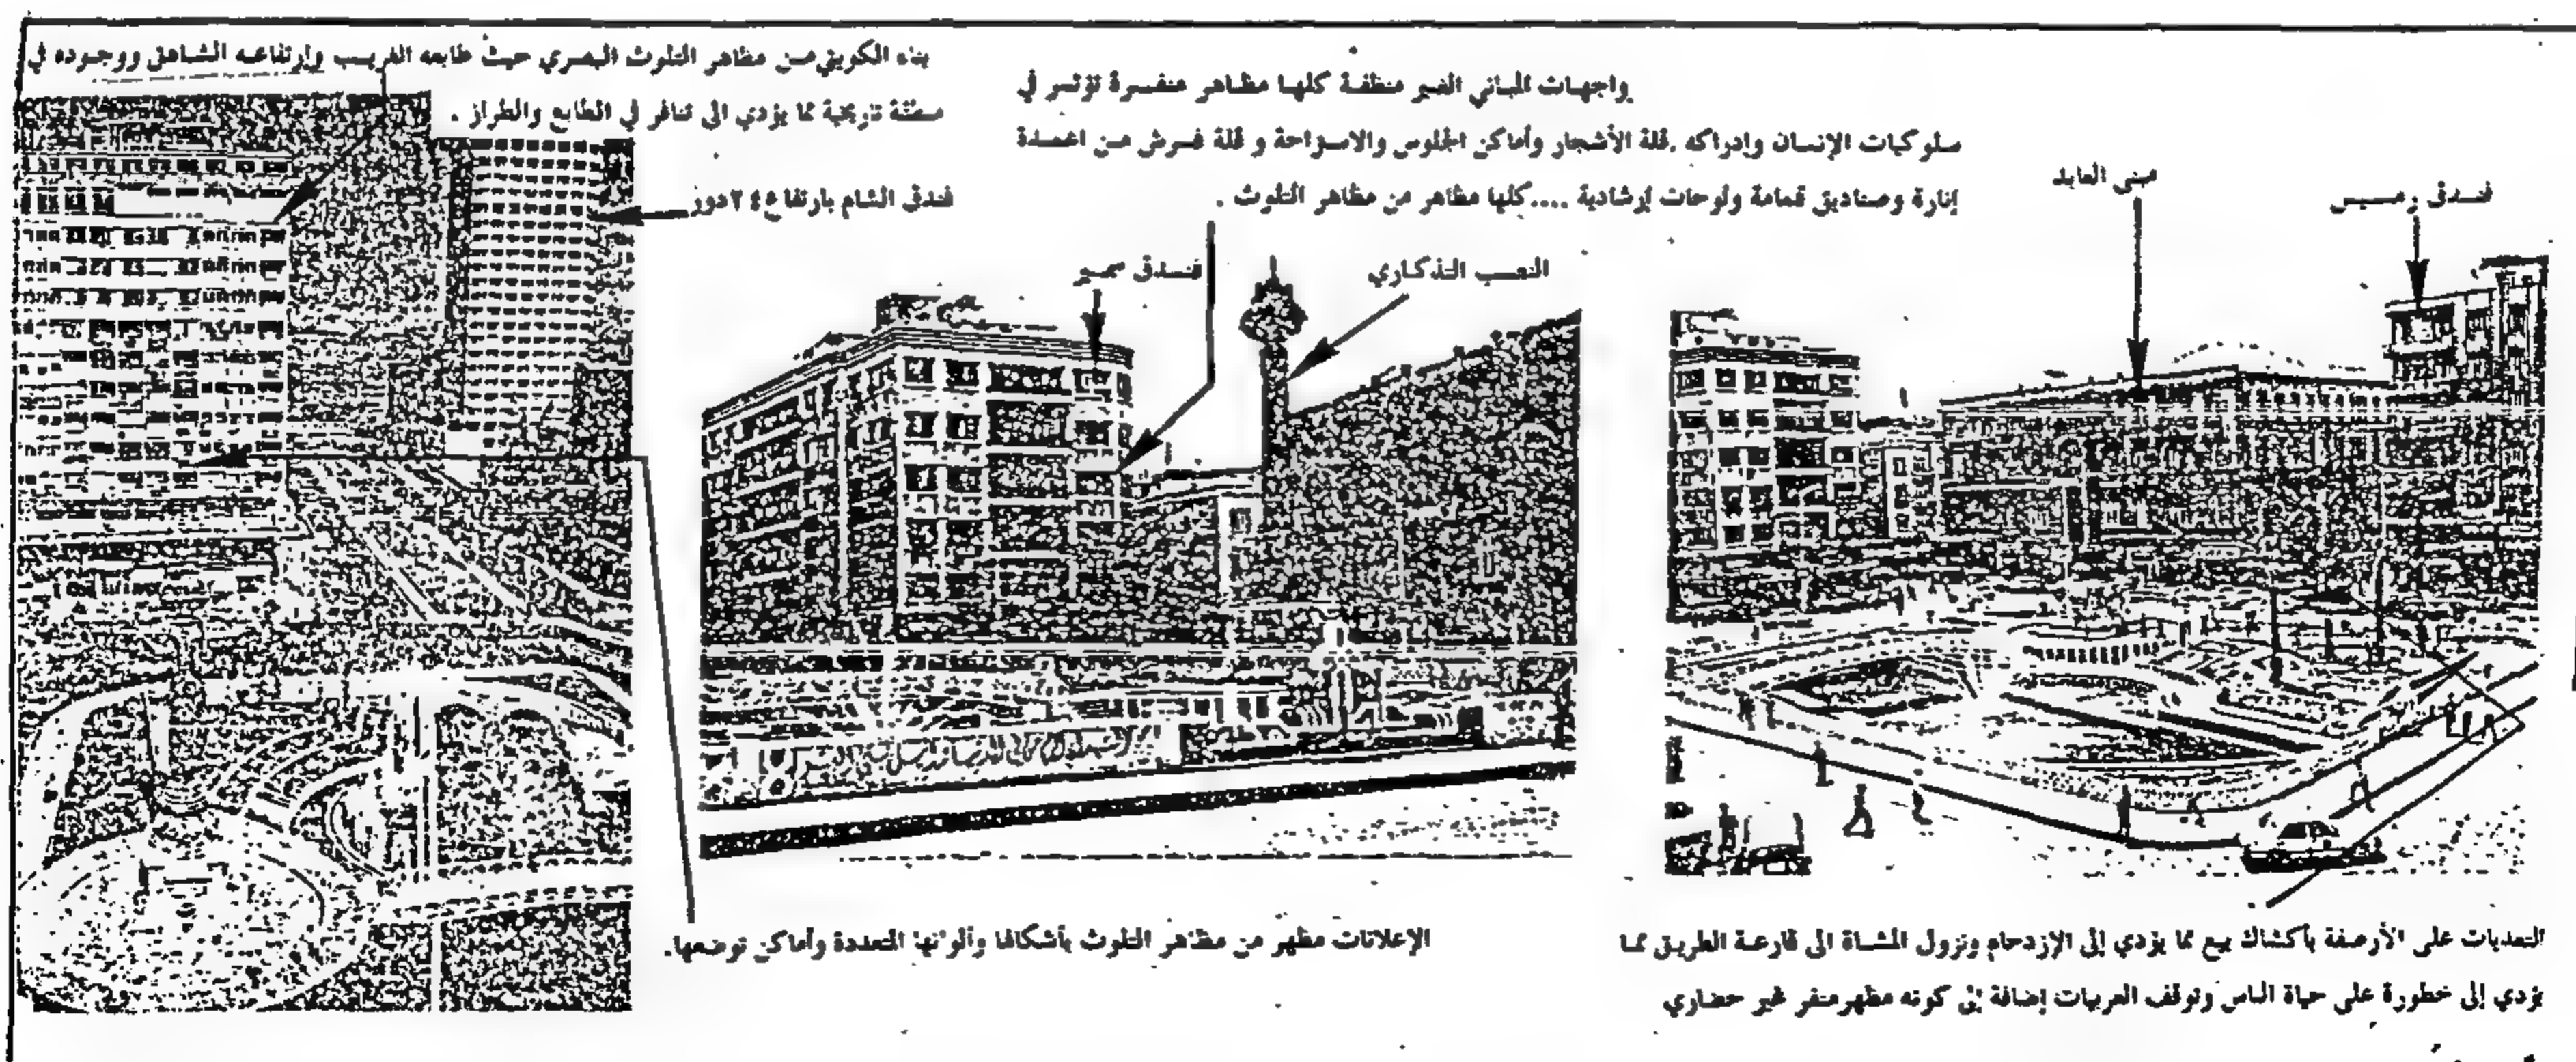 بناء الكويتي من مظاهر التلوث البصري حيث طابعه الغريب وإرتفاعه الشاهق ووجوده في
منطقة تاريخية مما يؤدي الى تنافر في الطابع والطراز .
فندق الشام بارتفاع ٢٤ دور
واجهات المباني الغير منظفة كلها مظاهر منفرة تؤثر في
سلوكيات الإنسان وإدراكه .قلة الأشجار وأماكن الجلوس والاستراحة و قلة فرش من اعمدة
إنارة وصناديق قمامة ولوحات إرشادية ....كلها مظاهر من مظاهر التلوث .
مبنى العابد
فندق رمسيس
النصب التذكاري
فندق سمير
الإعلانات مظهر من مظاهر التلوث بأشكالها وألوانها المتعددة وأماكن توضعها.
التعديات على الأرصفة بأكشاك بيع مما يؤدي إلى الإزدحام ونزول المشاة الى قارعة الطريق مما
يؤدي إلى خطورة على حياة الناس وتوقف العربيات إضافة إلى كونه مظهر منفر غير حضاري